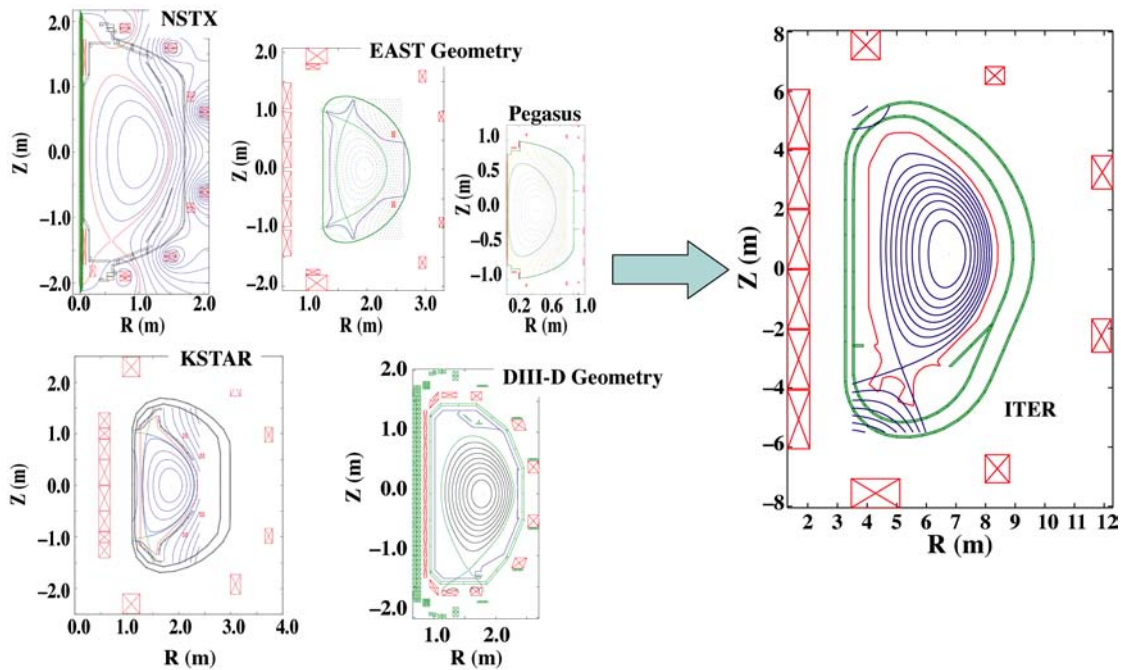 NSTX
2.0
1.0
0.0
−1.0
−2.0
Z (m)
0.0 1.0 2.0
R (m)
EAST Geometry
2.0
1.0
0.0
−1.0
−2.0
Z (m)
1.0 2.0 3.0
R (m)
Pegasus
1.0
0.5
0.0
−0.5
−1.0
Z (m)
0.2 0.6 1.0
R (m)
KSTAR
2.0
1.0
0.0
−1.0
−2.0
Z (m)
0.0 1.0 2.0 3.0 4.0
R (m)
DIII-D Geometry
2.0
1.0
0.0
−1.0
−2.0
Z (m)
1.0 2.0
R (m)
8
6
4
2
0
−2
−4
−6
−8
Z (m)
ITER
2 3 4 5 6 7 8 9 10 11 12
R (m)